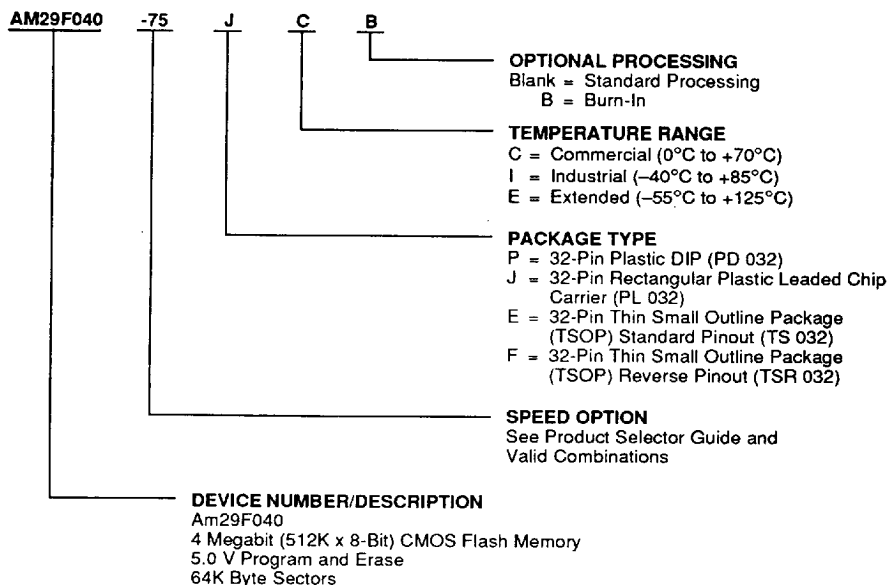 AM29F040 -75 J C B
OPTIONAL PROCESSING
Blank = Standard Processing
B = Burn-In
TEMPERATURE RANGE
C = Commercial (0°C to +70°C)
I = Industrial (–40°C to +85°C)
E = Extended (–55°C to +125°C)
PACKAGE TYPE
P = 32-Pin Plastic DIP (PD 032)
J = 32-Pin Rectangular Plastic Leaded Chip
Carrier (PL 032)
E = 32-Pin Thin Small Outline Package
(TSOP) Standard Pinout (TS 032)
F = 32-Pin Thin Small Outline Package
(TSOP) Reverse Pinout (TSR 032)
SPEED OPTION
See Product Selector Guide and
Valid Combinations
DEVICE NUMBER/DESCRIPTION
Am29F040
4 Megabit (512K x 8-Bit) CMOS Flash Memory
5.0 V Program and Erase
64K Byte Sectors